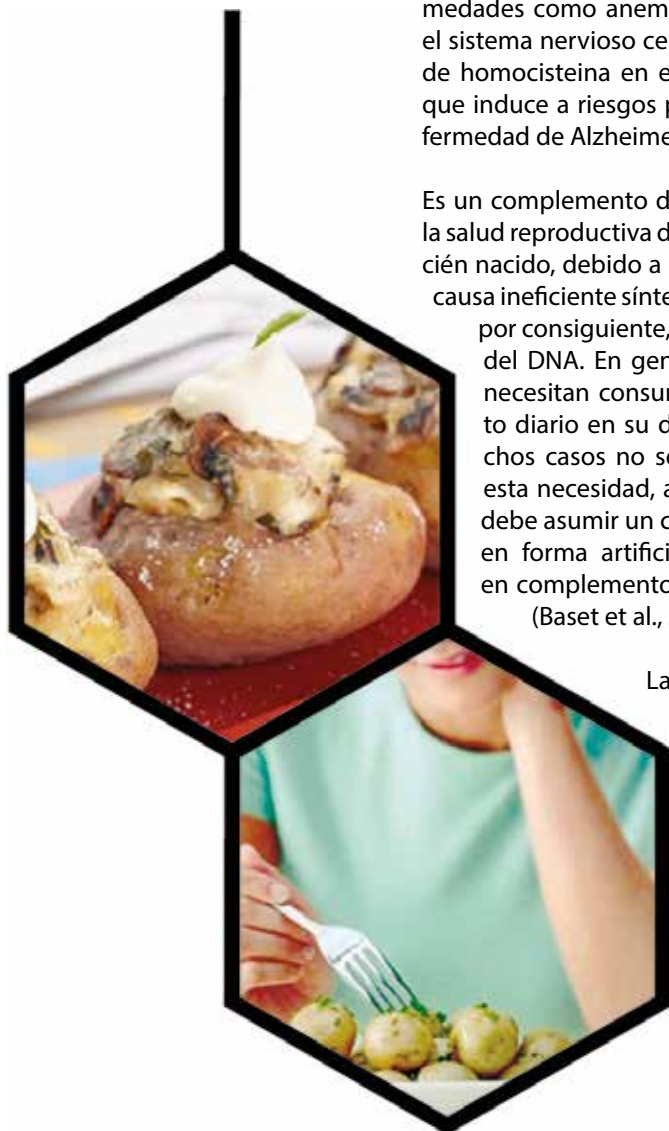 medades como anem
el sistema nervioso ce
de homocisteina en e
que induce a riesgos p
fermedad de Alzheime
Es un complemento d
la salud reproductiva d
cién nacido, debido a
causa ineficiente sínte
por consiguiente,
del DNA. En gen
necesitan consu
to diario en su d
chos casos no s
esta necesidad, a
debe asumir un c
en forma artifici
en complemento
(Baset et al.,
La